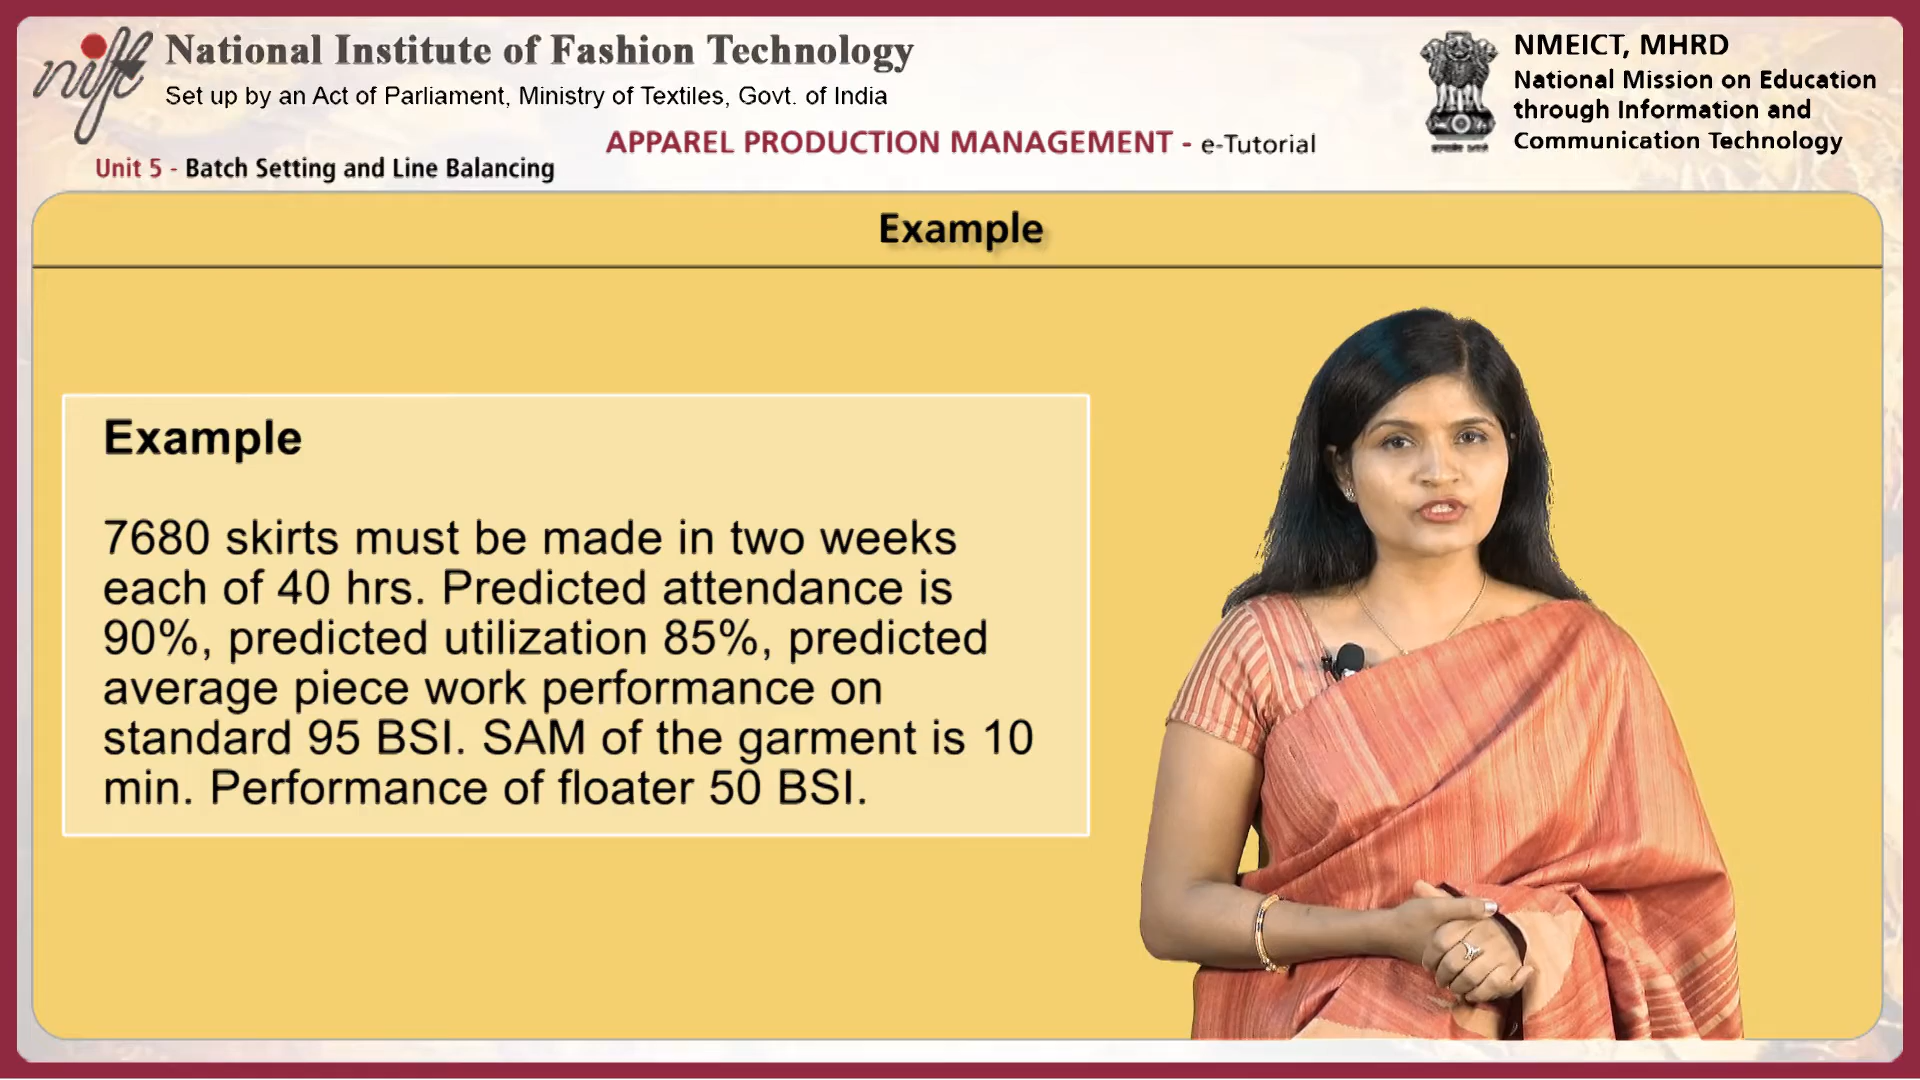 nift
National Institute of Fashion Technology
Set up by an Act of Parliament, Ministry of Textiles, Govt. of India
NMEICT, MHRD
National Mission on Education
through Information and
Communication Technology
APPAREL PRODUCTION MANAGEMENT - e-Tutorial
Unit 5 - Batch Setting and Line Balancing
Example
Example
7680 skirts must be made in two weeks
each of 40 hrs. Predicted attendance is
90%, predicted utilization 85%, predicted
average piece work performance on
standard 95 BSI. SAM of the garment is 10
min. Performance of floater 50 BSI.